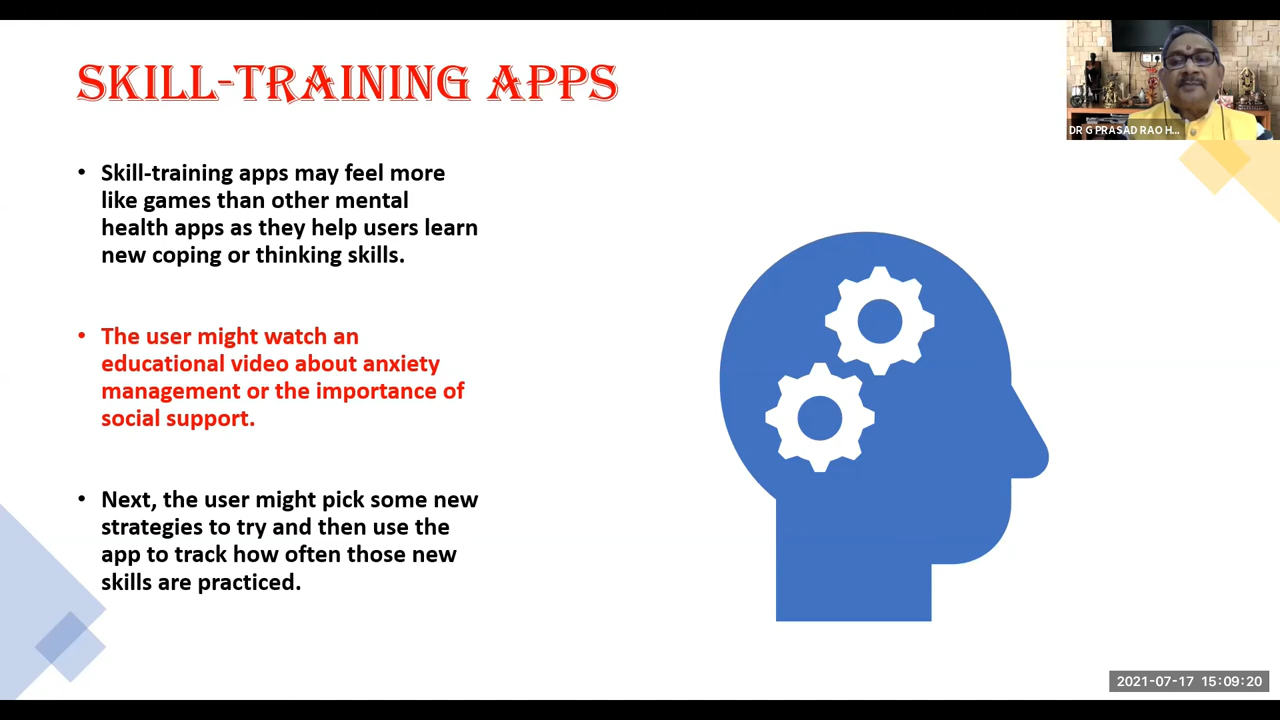 SKILL-TRAINING APPS
DR G PRASAD RAO H...
• Skill-training apps may feel more
like games than other mental
health apps as they help users learn
new coping or thinking skills.
• The user might watch an
educational video about anxiety
management or the importance of
social support.
• Next, the user might pick some new
strategies to try and then use the
app to track how often those new
skills are practiced.
2021-07-17 15:09:20